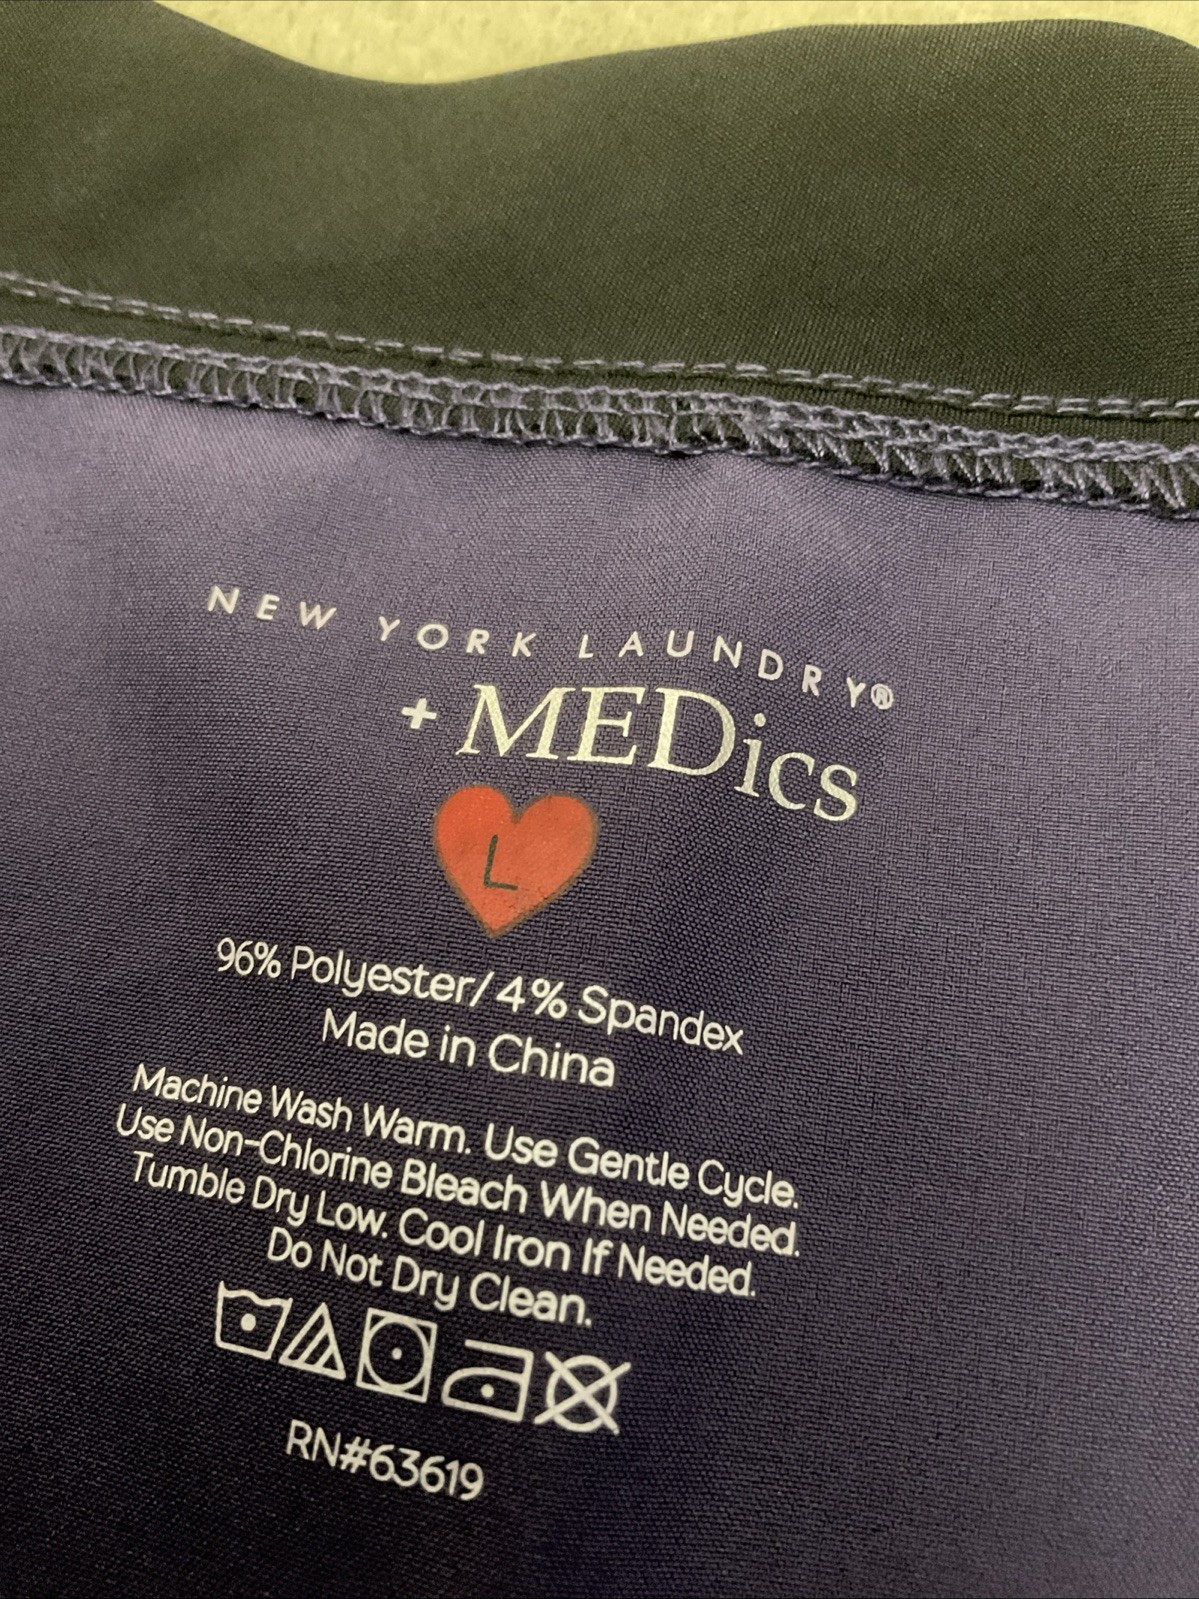 NEW YORK LAUNDRY®
+ MEDics
L
96% Polyester/4% Spandex
Made in China
Machine Wash Warm. Use Gentle Cycle.
Use Non-Chlorine Bleach When Needed.
Tumble Dry Low. Cool Iron If Needed.
Do Not Dry Clean.
RN#63619